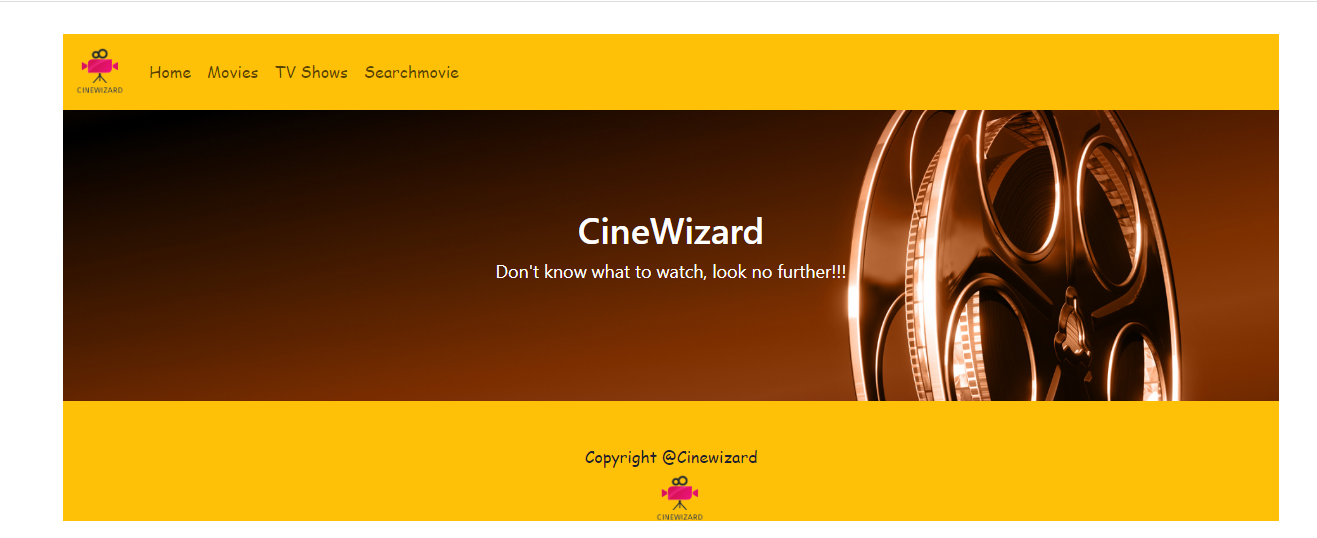 CINEWIZARD
Home Movies TV Shows Searchmovie
CineWizard
Don't know what to watch, look no further!!!
Copyright @Cinewizard
CINEWIZARD